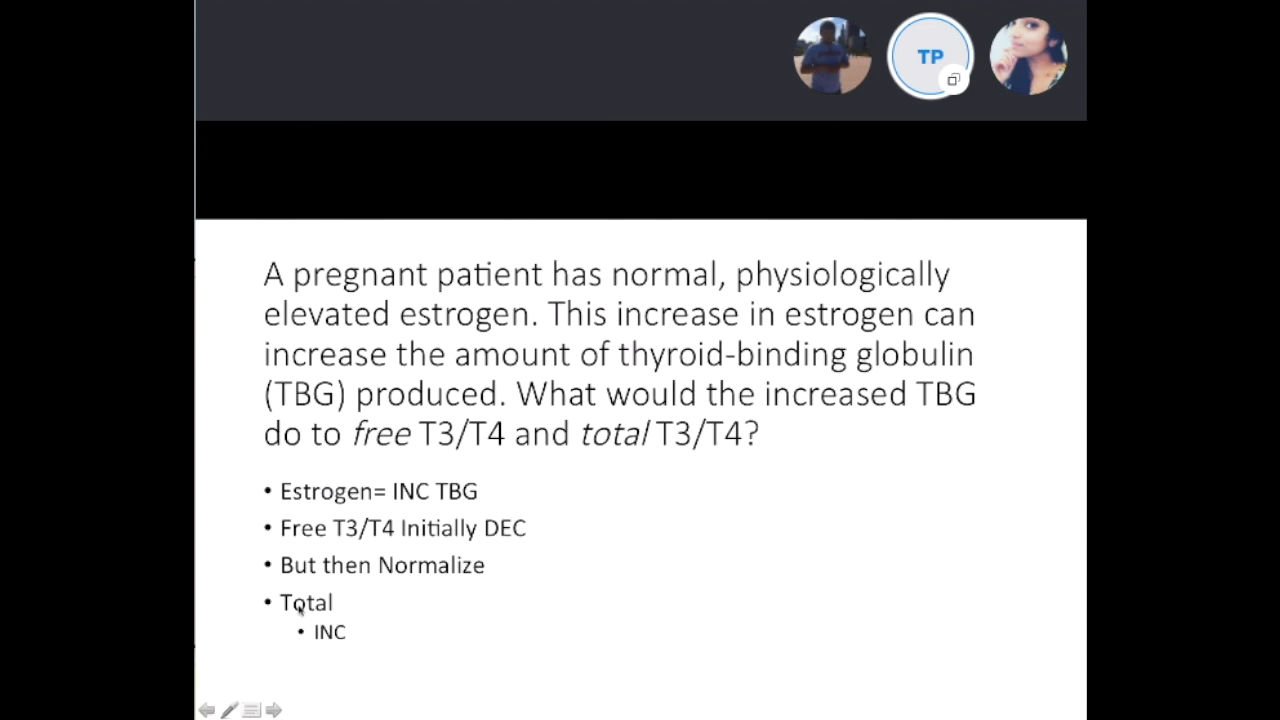 TP
A pregnant patient has normal, physiologically
elevated estrogen. This increase in estrogen can
increase the amount of thyroid-binding globulin
(TBG) produced. What would the increased TBG
do to free T3/T4 and total T3/T4?
• Estrogen= INC TBG
• Free T3/T4 Initially DEC
• But then Normalize
• Total
• INC